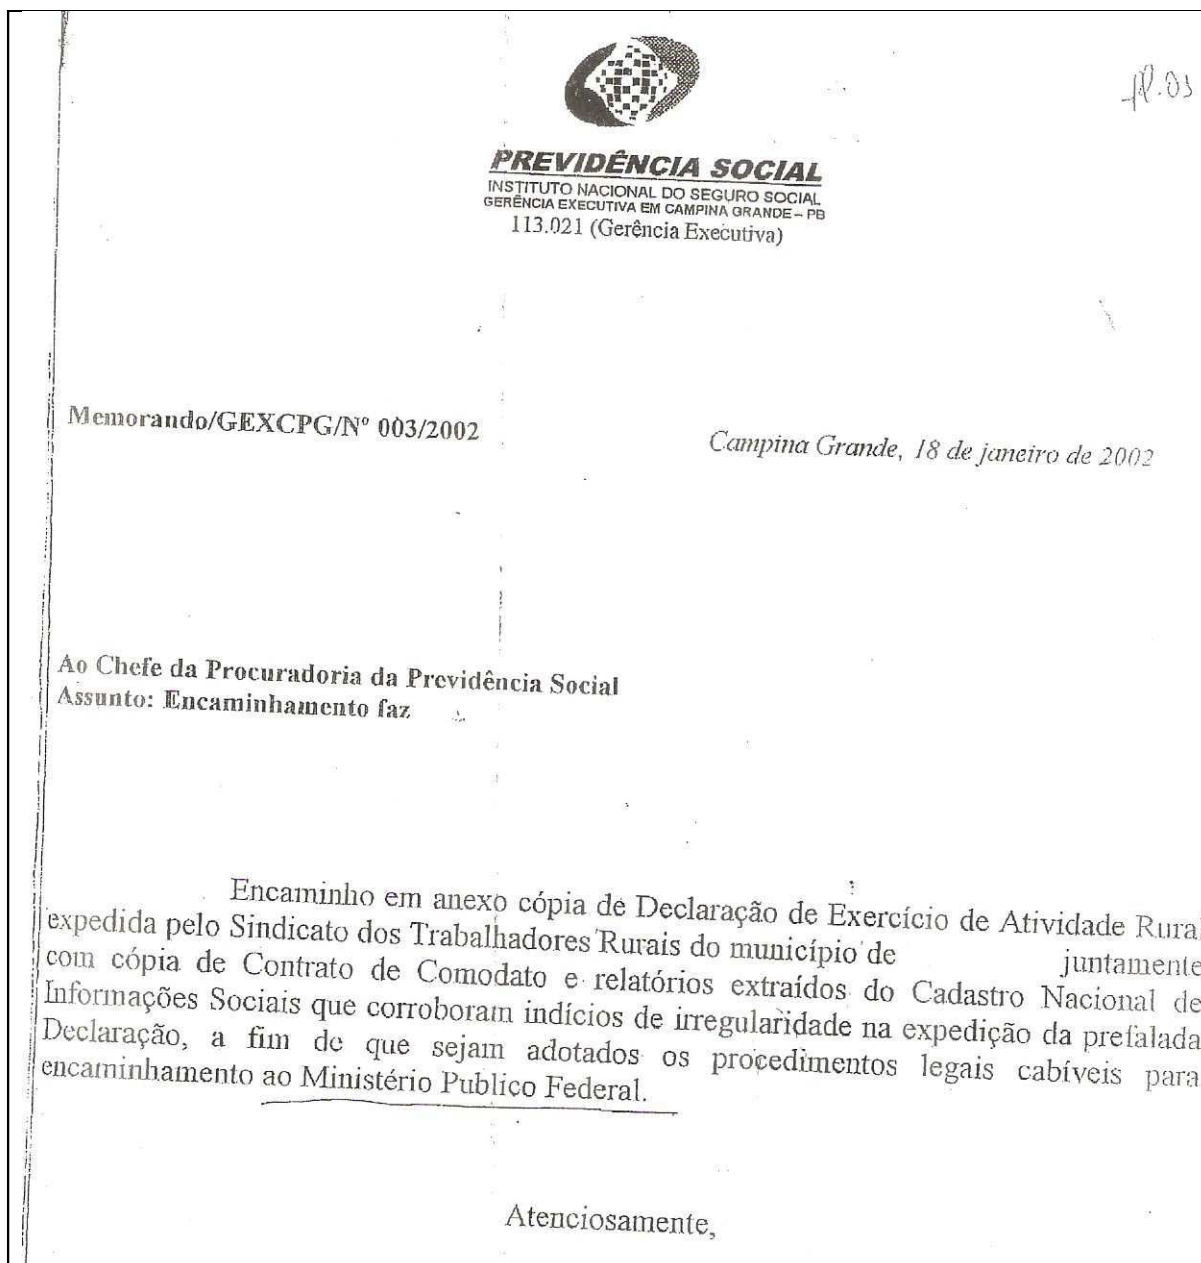 fl. 03
PREVIDÊNCIA SOCIAL
INSTITUTO NACIONAL DO SEGURO SOCIAL
GERÊNCIA EXECUTIVA EM CAMPINA GRANDE – PB
113.021 (Gerência Executiva)
Memorando/GEXCPG/Nº 003/2002
Campina Grande, 18 de janeiro de 2002
Ao Chefe da Procuradoria da Previdência Social
Assunto: Encaminhamento faz
Encaminho em anexo cópia de Declaração de Exercício de Atividade Rural
expedida pelo Sindicato dos Trabalhadores Rurais do município de juntamente
com cópia de Contrato de Comodato e relatórios extraídos do Cadastro Nacional de
Informações Sociais que corroboram indícios de irregularidade na expedição da prefalada
Declaração, a fim de que sejam adotados os procedimentos legais cabíveis para
encaminhamento ao Ministério Publico Federal.
Atenciosamente,